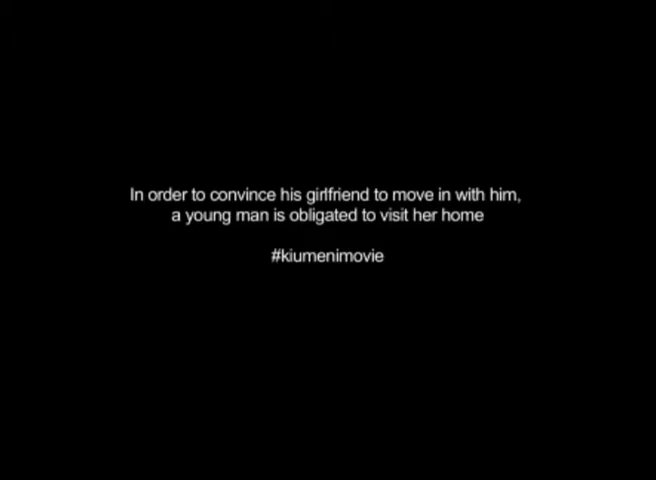 In order to convince his girlfriend to move in with him,
a young man is obligated to visit her home
#kiumenimovie